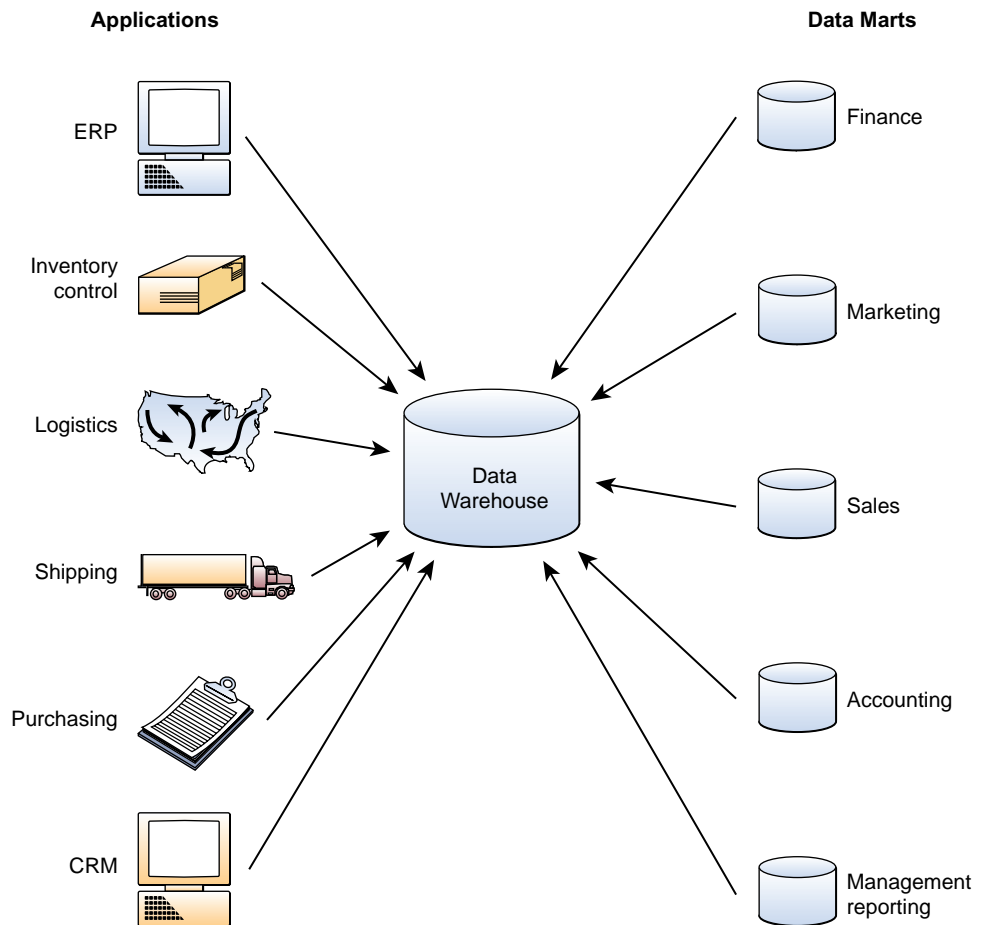 Applications
Data Marts
ERP
Inventory
control
Logistics
Shipping
Purchasing
CRM
Data
Warehouse
Finance
Marketing
Sales
Accounting
Management
reporting